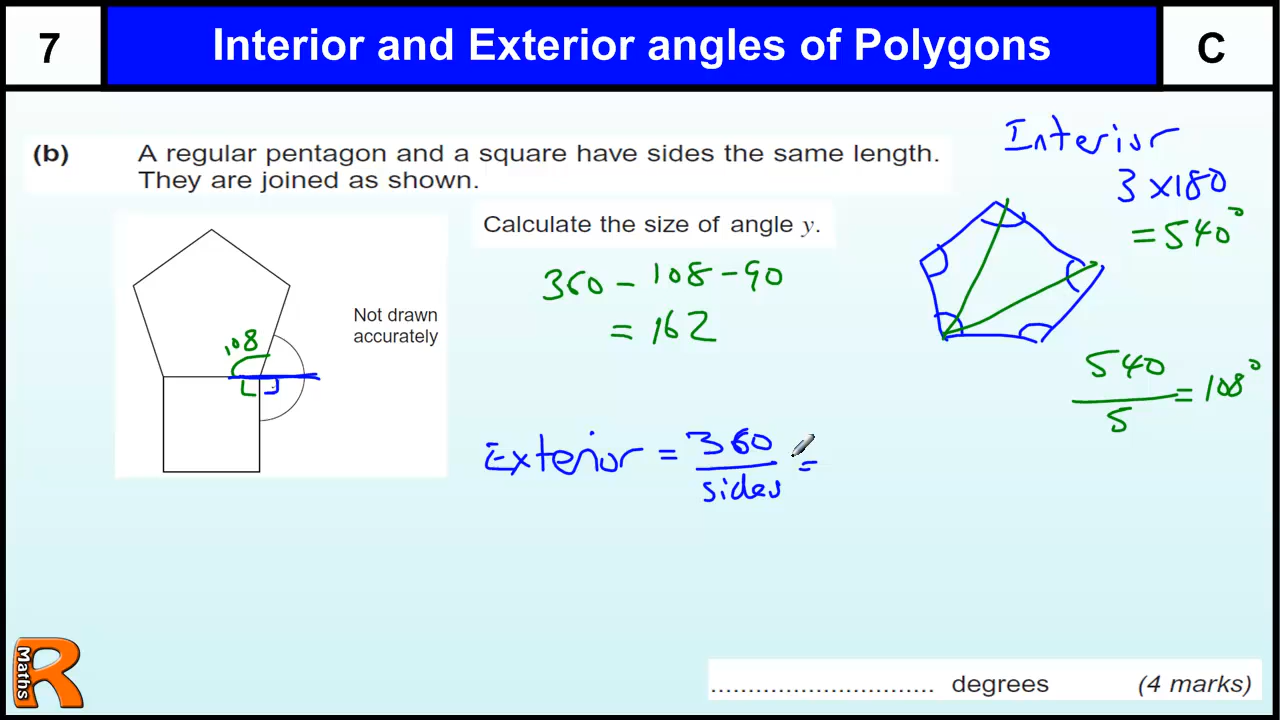 7
Interior and Exterior angles of Polygons
C
(b) A regular pentagon and a square have sides the same length.
They are joined as shown.
Interior
3 x180
= 540°
Calculate the size of angle y.
360 - 108 - 90
= 162
Not drawn
accurately
108
540
5
= 108°
Exterior = 360
sides
=
Maths
R
.............................. degrees (4 marks)